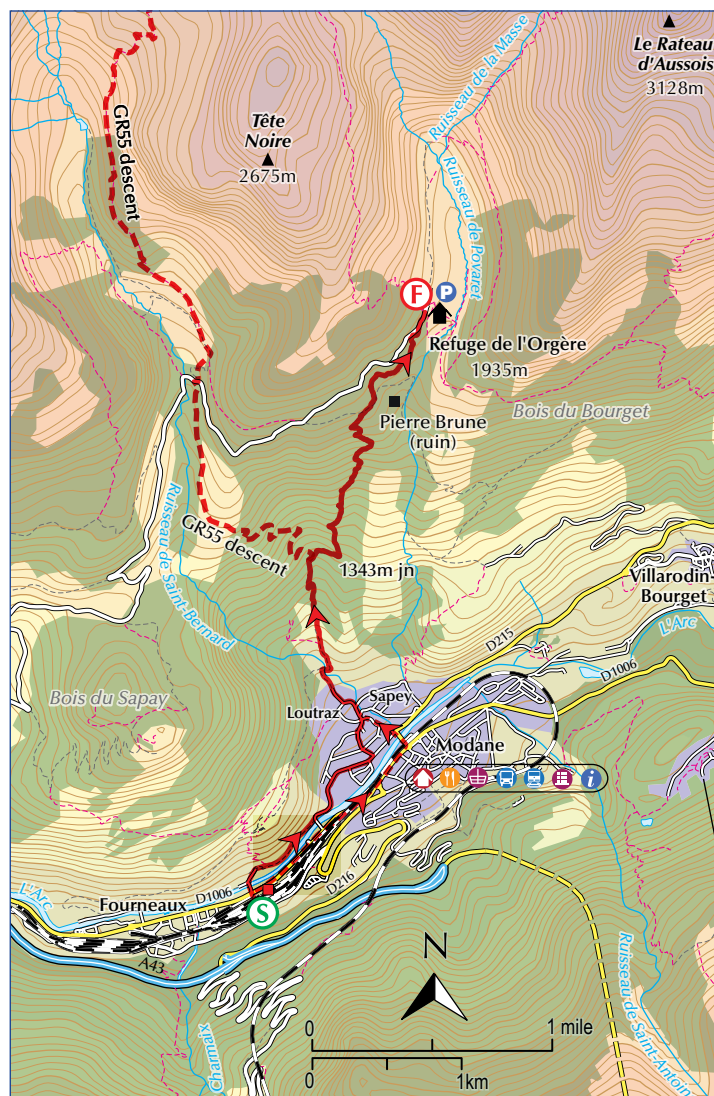 Ruisseau de la Masse
Le Rateau
d'Aussois
3128m
GR55 descent
Tête
Noire
2675m
Ruisseau de Povaret
F
P
Refuge de l'Orgère
1935m
Pierre Brune
(ruin)
Bois du Bourget
Ruisseau de Saint-Bernard
GR55 descent
1343m jn
Villarodin-
Bourget
L'Arc
D215
D1006
Bois du Sapay
Sapey
Loutraz
Modane
i
L'Arc
D1006
Fourneaux
D216
S
A43
N
Charmaix
Ruisseau de Saint-Antoin
0
1 mile
0
1km